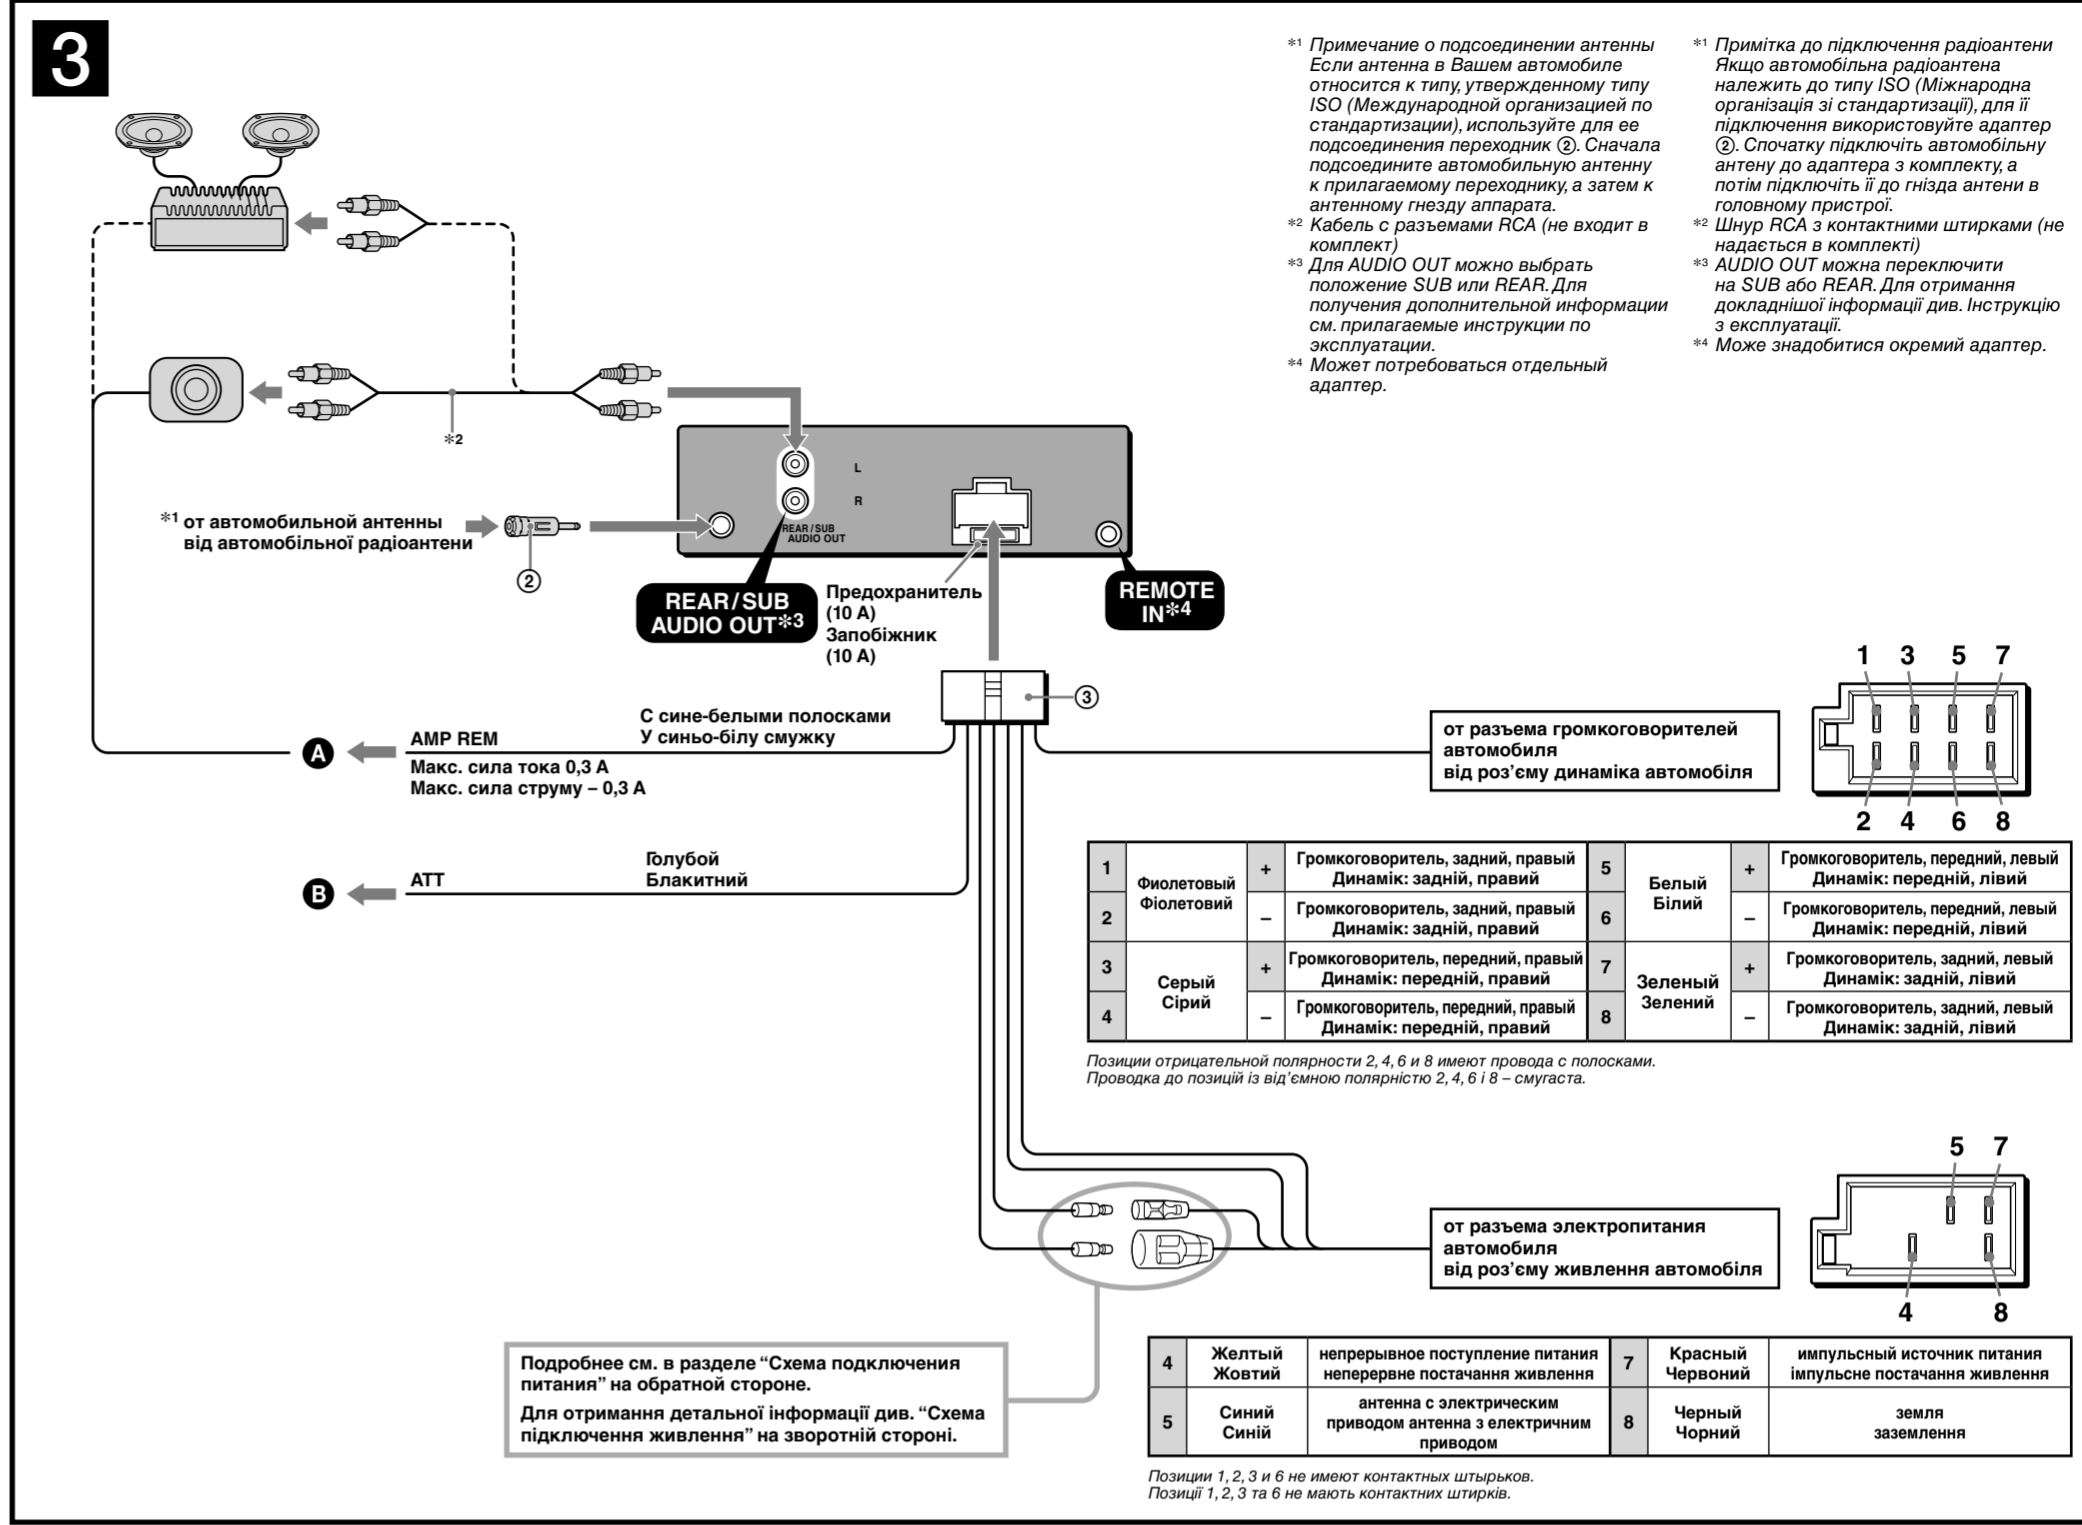 3
*1 Примечание о подсоединении антенны
Если антенна в Вашем автомобиле
относится к типу, утвержденному типу
ISO (Международной организацией по
стандартизации), используйте для ее
подсоединения переходник ②. Сначала
подсоедините автомобильную антенну
к прилагаемому переходнику, а затем к
антенному гнезду аппарата.
*2 Кабель с разъемами RCA (не входит в
комплект)
*3 Для AUDIO OUT можно выбрать
положение SUB или REAR. Для
получения дополнительной информации
см. прилагаемые инструкции по
эксплуатации.
*4 Может потребоваться отдельный
адаптер.
*1 Примітка до підключення радіоантени
Якщо автомобільна радіоантена
належить до типу ISO (Міжнародна
організація зі стандартизації), для її
підключення використовуйте адаптер
②. Спочатку підключіть автомобільну
антену до адаптера з комплекту, а
потім підключіть її до гнізда антени в
головному пристрої.
*2 Шнур RCA з контактними штирками (не
надається в комплекті)
*3 AUDIO OUT можна переключити
на SUB або REAR. Для отримання
докладнішої інформації див. Інструкцію
з експлуатації.
*4 Може знадобитися окремий адаптер.
*2
L
R
REAR / SUB
AUDIO OUT
*1 от автомобильной антенны
від автомобільної радіоантени
②
REAR/SUB
AUDIO OUT*3
Предохранитель
(10 A)
Запобіжник
(10 A)
REMOTE
IN*4
③
С сине-белыми полосками
У синьо-білу смужку
A
AMP REM
Макс. сила тока 0,3 А
Макс. сила струму – 0,3 А
Голубой
Блакитний
B
ATT
от разъема громкоговорителей
автомобиля
від роз’єму динаміка автомобіля
1 3 5 7
2 4 6 8
1 Фиолетовый
Фіолетовий + Громкоговоритель, задний, правый
Динамік: задній, правий
2 – Громкоговоритель, задний, правый
Динамік: задній, правий
3 Серый
Сірий + Громкоговоритель, передний, правый
Динамік: передній, правий
4 – Громкоговоритель, передний, правый
Динамік: передній, правий
5 Белый
Білий + Громкоговоритель, передний, левый
Динамік: передній, лівий
6 – Громкоговоритель, передний, левый
Динамік: передній, лівий
7 Зеленый
Зелений + Громкоговоритель, задний, левый
Динамік: задній, лівий
8 – Громкоговоритель, задний, левый
Динамік: задній, лівий
Позиции отрицательной полярности 2, 4, 6 и 8 имеют провода с полосками.
Проводка до позицій із від’ємною полярністю 2, 4, 6 і 8 – смугаста.
от разъема электропитания
автомобиля
від роз’єму живлення автомобіля
5 7
4 8
Подробнее см. в разделе “Схема подключения
питания” на обратной стороне.
Для отримання детальної інформації див. “Схема
підключення живлення” на зворотній стороні.
4 Желтый
Жовтий непрерывное поступление питания
неперервне постачання живлення
5 Синий
Синій антенна с электрическим
приводом антенна з електричним
приводом
7 Красный
Червоний импульсный источник питания
імпульсне постачання живлення
8 Черный
Чорний земля
заземлення
Позиции 1, 2, 3 и 6 не имеют контактных штырьков.
Позиції 1, 2, 3 та 6 не мають контактних штирків.